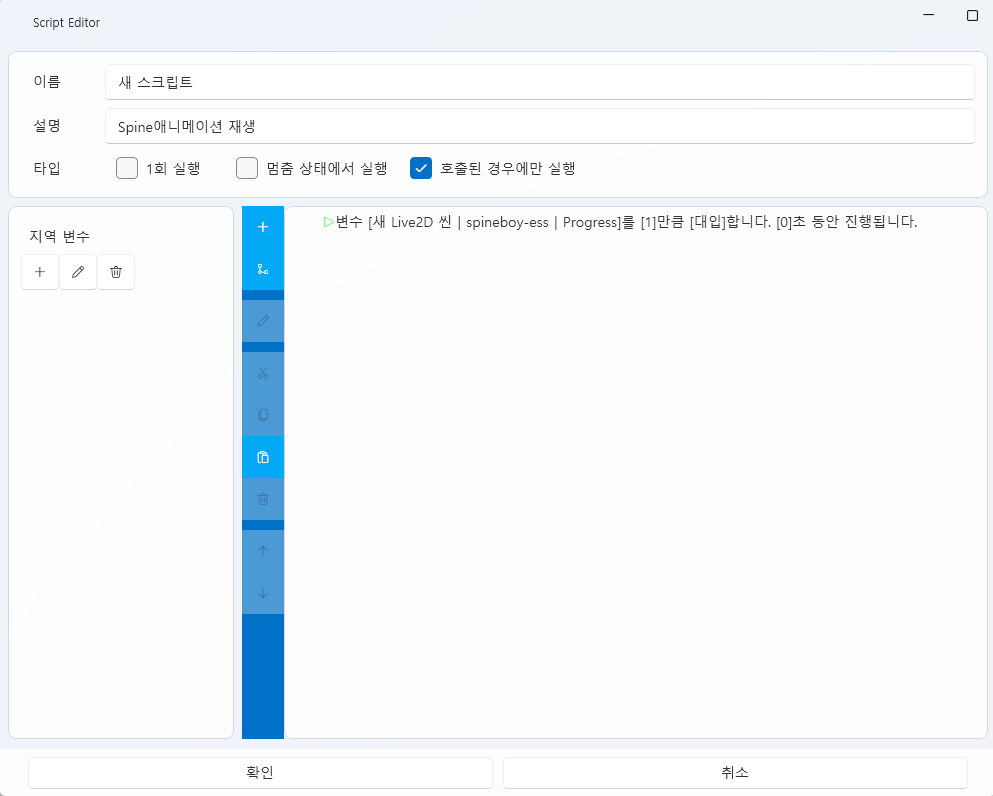 Script Editor
이름
새 스크립트
설명
Spine애니메이션 재생
타입
1회 실행
멈춤 상태에서 실행
호출된 경우에만 실행
지역 변수
변수 [새 Live2D 씬 | spineboy-ess | Progress]를 [1]만큼 [대입]합니다. [0]초 동안 진행됩니다.
확인
취소